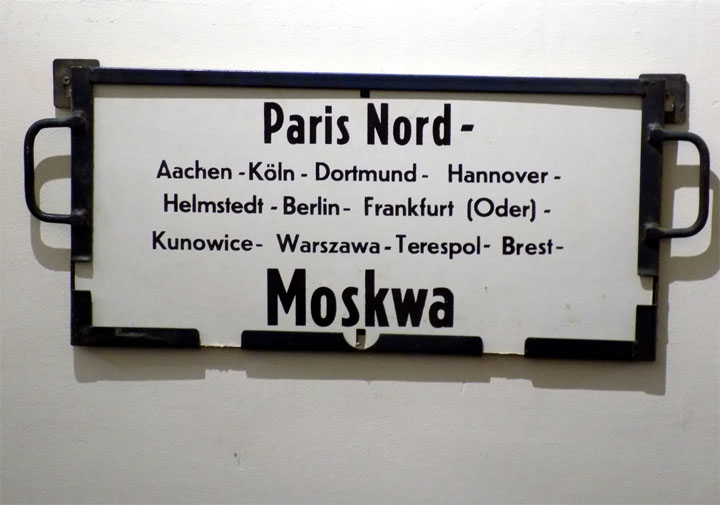 Paris Nord -
Aachen - Köln - Dortmund - Hannover -
Helmstedt - Berlin - Frankfurt (Oder) -
Kunowice - Warszawa - Terespol - Brest -
Moskwa